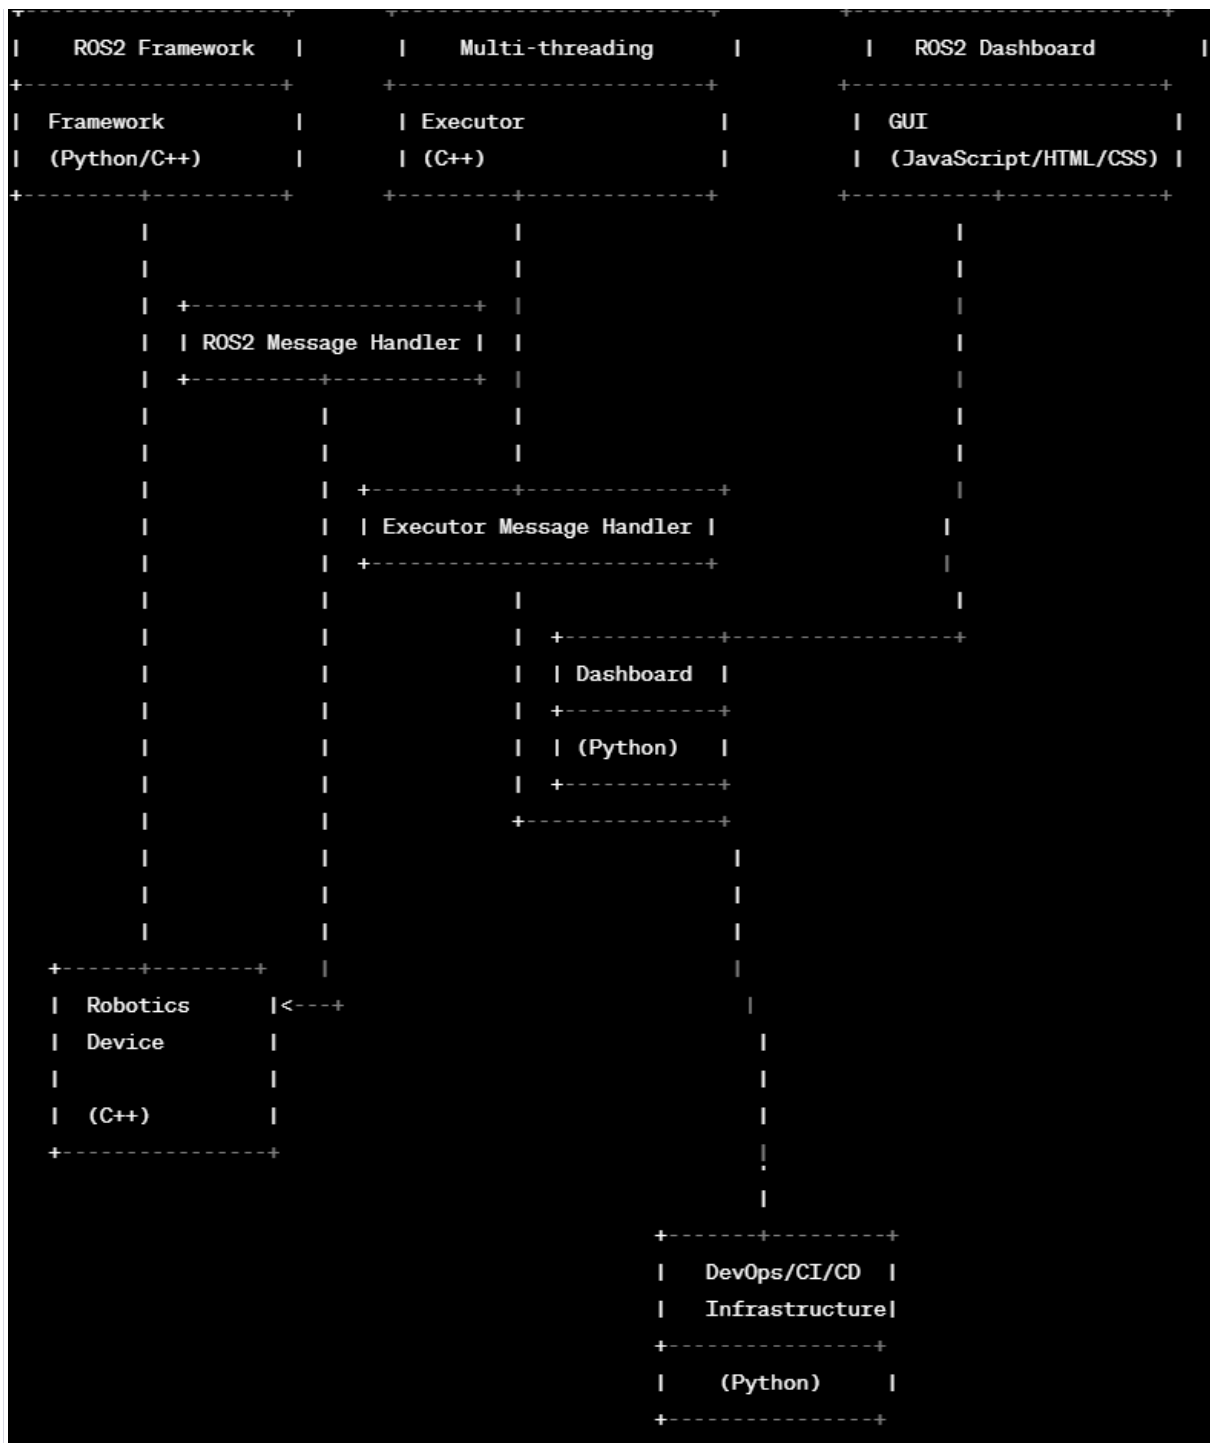 ROS2 Framework Multi-threading ROS2 Dashboard
Framework Executor GUI
(Python/C++) (C++) (JavaScript/HTML/CSS)
ROS2 Message Handler
Executor Message Handler
Dashboard
(Python)
Robotics
Device
(C++)
DevOps/CI/CD
Infrastructure
(Python)